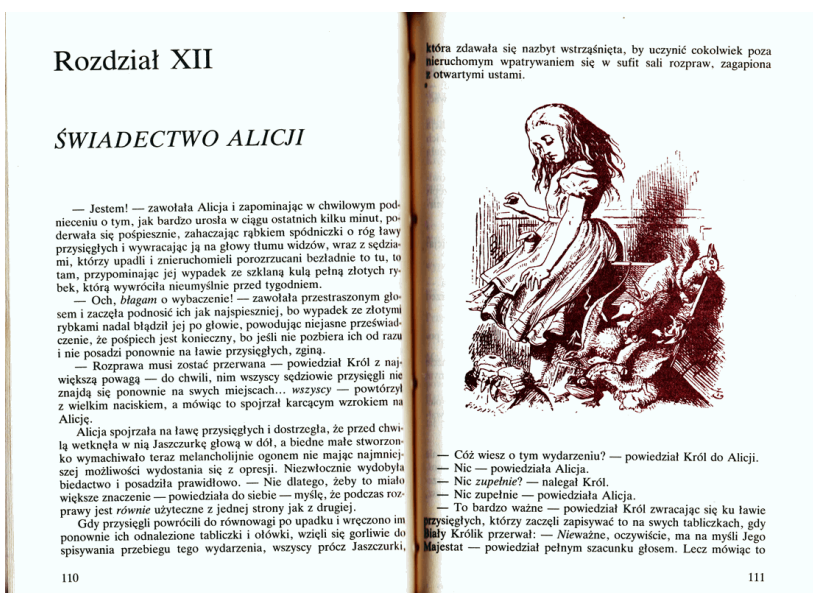 Rozdział XII
ŚWIADECTWO ALICJI
— Jestem! — zawołała Alicja i zapominając w chwilowym pod-
nieceniu o tym, jak bardzo urosła w ciągu ostatnich kilku minut, po-
derwała się pośpiesznie, zahaczając rąbkiem spódniczki o róg ławy
przysięgłych i wywracając ją na głowy tłumu widzów, wraz z sędzia-
mi, którzy upadli i znieruchomieli porozrzucani bezładnie to tu, to
tam, przypominając jej wypadek ze szklaną kulą pełną złotych ry-
bek, którą wywróciła nieumyślnie przed tygodniem.
— Och, błagam o wybaczenie! — zawołała przestraszonym gło-
sem i zaczęła podnosić ich jak najspieszniej, bo wypadek ze złotymi
rybkami nadal błądził jej po głowie, powodując niejasne przeświad-
czenie, że pośpiech jest konieczny, bo jeśli nie pozbiera ich od razu
i nie posadzi ponownie na ławie przysięgłych, zginą.
— Rozprawa musi zostać przerwana — powiedział Król z naj-
większą powagą — do chwili, nim wszyscy sędziowie przysięgli nie
znajdą się ponownie na swych miejscach... wszyscy — powtórzył
z wielkim naciskiem, a mówiąc to spojrzał karcącym wzrokiem na
Alicję.
Alicja spojrzała na ławę przysięgłych i dostrzegła, że przed chwi-
lą wetknęła w nią Jaszczurkę głową w dół, a biedne małe stworzon-
ko wymachiwało teraz melancholijnie ogonem nie mając najmniej-
szej możliwości wydostania się z opresji. Niezwłocznie wydobyła
biedactwo i posadziła prawidłowo. — Nie dlatego, żeby to miało
większe znaczenie — powiedziała do siebie — myślę, że podczas roz-
prawy jest równie użyteczne z jednej strony jak z drugiej.
Gdy przysięgli powrócili do równowagi po upadku i wręczono im
ponownie ich odnalezione tabliczki i ołówki, wzięli się gorliwie do
spisywania przebiegu tego wydarzenia, wszyscy prócz Jaszczurki,
110
która zdawała się nazbyt wstrząśnięta, by uczynić cokolwiek poza
nieruchomym wpatrywaniem się w sufit sali rozpraw, zagapiona
z otwartymi ustami.
— Cóż wiesz o tym wydarzeniu? — powiedział Król do Alicji.
— Nic — powiedziała Alicja.
— Nic zupełnie? — nalegał Król.
— Nic zupełnie — powiedziała Alicja.
— To bardzo ważne — powiedział Król zwracając się ku ławie
przysięgłych, którzy zaczęli zapisywać to na swych tabliczkach, gdy
Biały Królik przerwał: — Nieważne, oczywiście, ma na myśli Jego
Majestat — powiedział pełnym szacunku głosem. Lecz mówiąc to
111